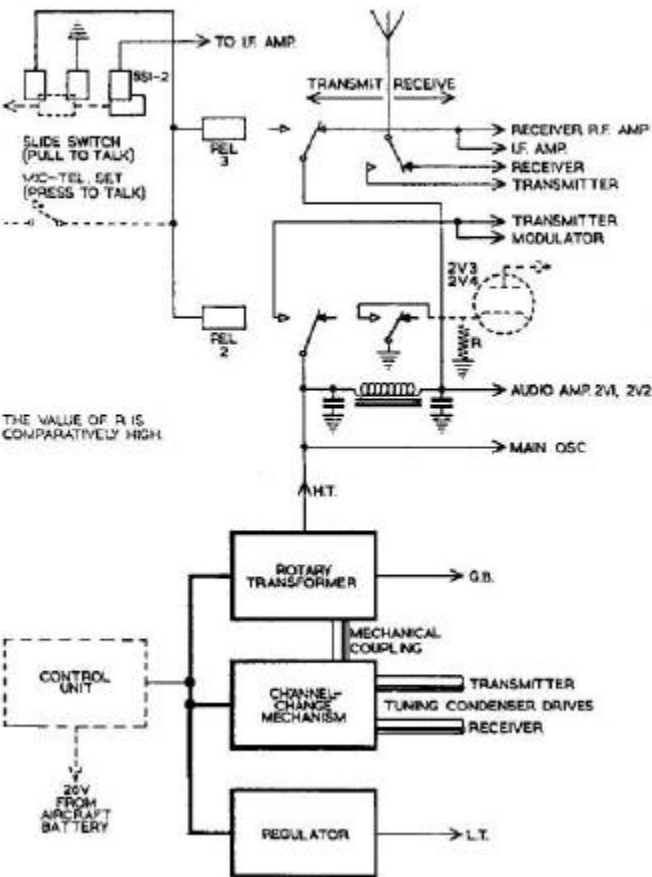 TO I.F. AMP.
SS1-2
TRANSMIT RECEIVE
SLIDE SWITCH
(PULL TO TALK)
REL
3
RECEIVER R.F. AMP
I.F. AMP.
RECEIVER
TRANSMITTER
MIC-TEL. SET
(PRESS TO TALK)
TRANSMITTER
MODULATOR
2V3
2V4
REL
2
R
AUDIO AMP. 2V1, 2V2
THE VALUE OF R IS
COMPARATIVELY HIGH.
MAIN OSC
H.T.
ROTARY
TRANSFORMER
G.B.
MECHANICAL
COUPLING
CONTROL
UNIT
CHANNEL-
CHANGE
MECHANISM
TRANSMITTER
TUNING CONDENSER DRIVES
RECEIVER
26V
FROM
AIRCRAFT
BATTERY
REGULATOR
L.T.